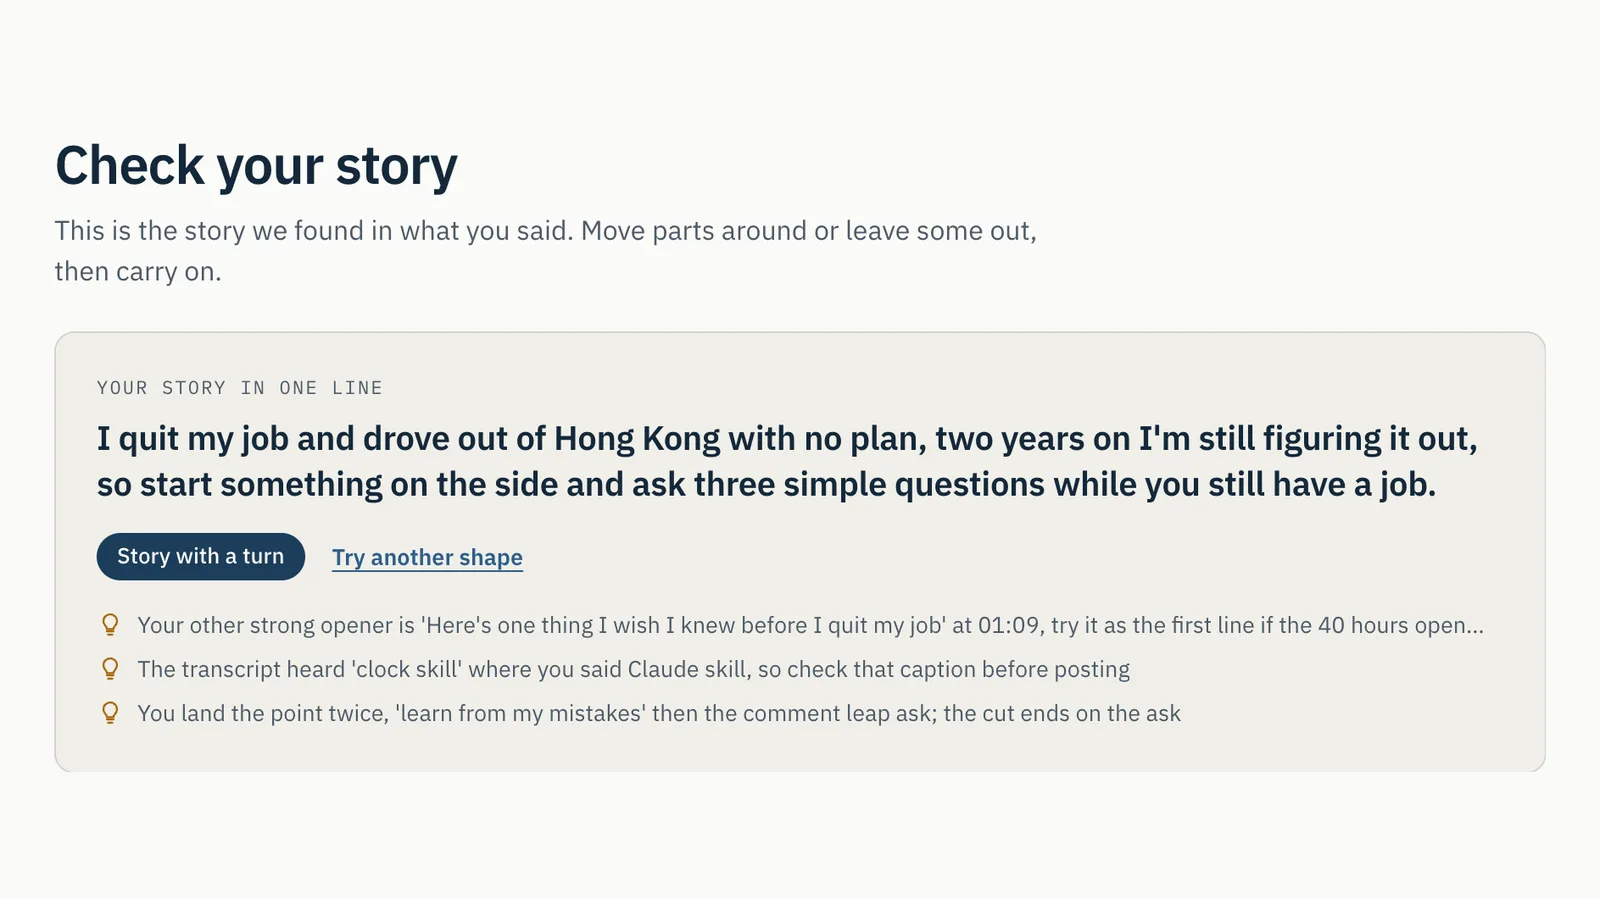 Check your story
This is the story we found in what you said. Move parts around or leave some out,
then carry on.
YOUR STORY IN ONE LINE
I quit my job and drove out of Hong Kong with no plan, two years on I'm still figuring it out,
so start something on the side and ask three simple questions while you still have a job.
Story with a turn
Try another shape
Your other strong opener is 'Here's one thing I wish I knew before I quit my job' at 01:09, try it as the first line if the 40 hours open...
The transcript heard 'clock skill' where you said Claude skill, so check that caption before posting
You land the point twice, 'learn from my mistakes' then the comment leap ask; the cut ends on the ask